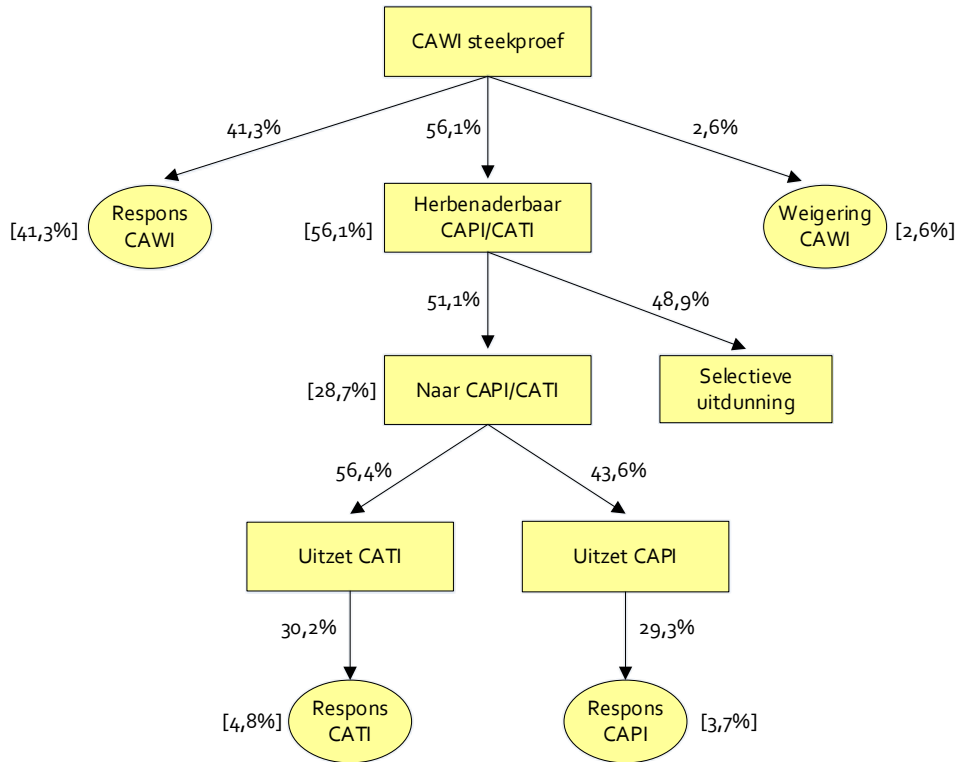 CAWI steekproef
41,3%
56,1%
2,6%
Respons
CAWI
[41,3%]
Herbenaderbaar
CAPI/CATI
[56,1%]
Weigering
CAWI
[2,6%]
51,1%
48,9%
[28,7%]
Naar CAPI/CATI
Selectieve
uitdunning
56,4%
43,6%
Uitzet CATI
Uitzet CAPI
30,2%
29,3%
[4,8%]
Respons
CATI
Respons
CAPI
[3,7%]